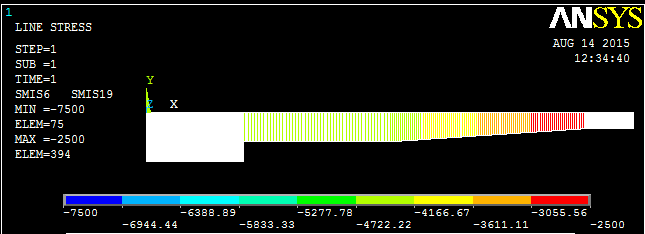 1
ANSYS
LINE STRESS
AUG 14 2015
STEP=1
12:34:40
SUB =1
TIME=1
SMIS6 SMIS19
MIN =-7500
ELEM=75
MAX =-2500
ELEM=394
Y
Z X
-7500 -6388.89 -5277.78 -4166.67 -3055.56
-6944.44 -5833.33 -4722.22 -3611.11 -2500